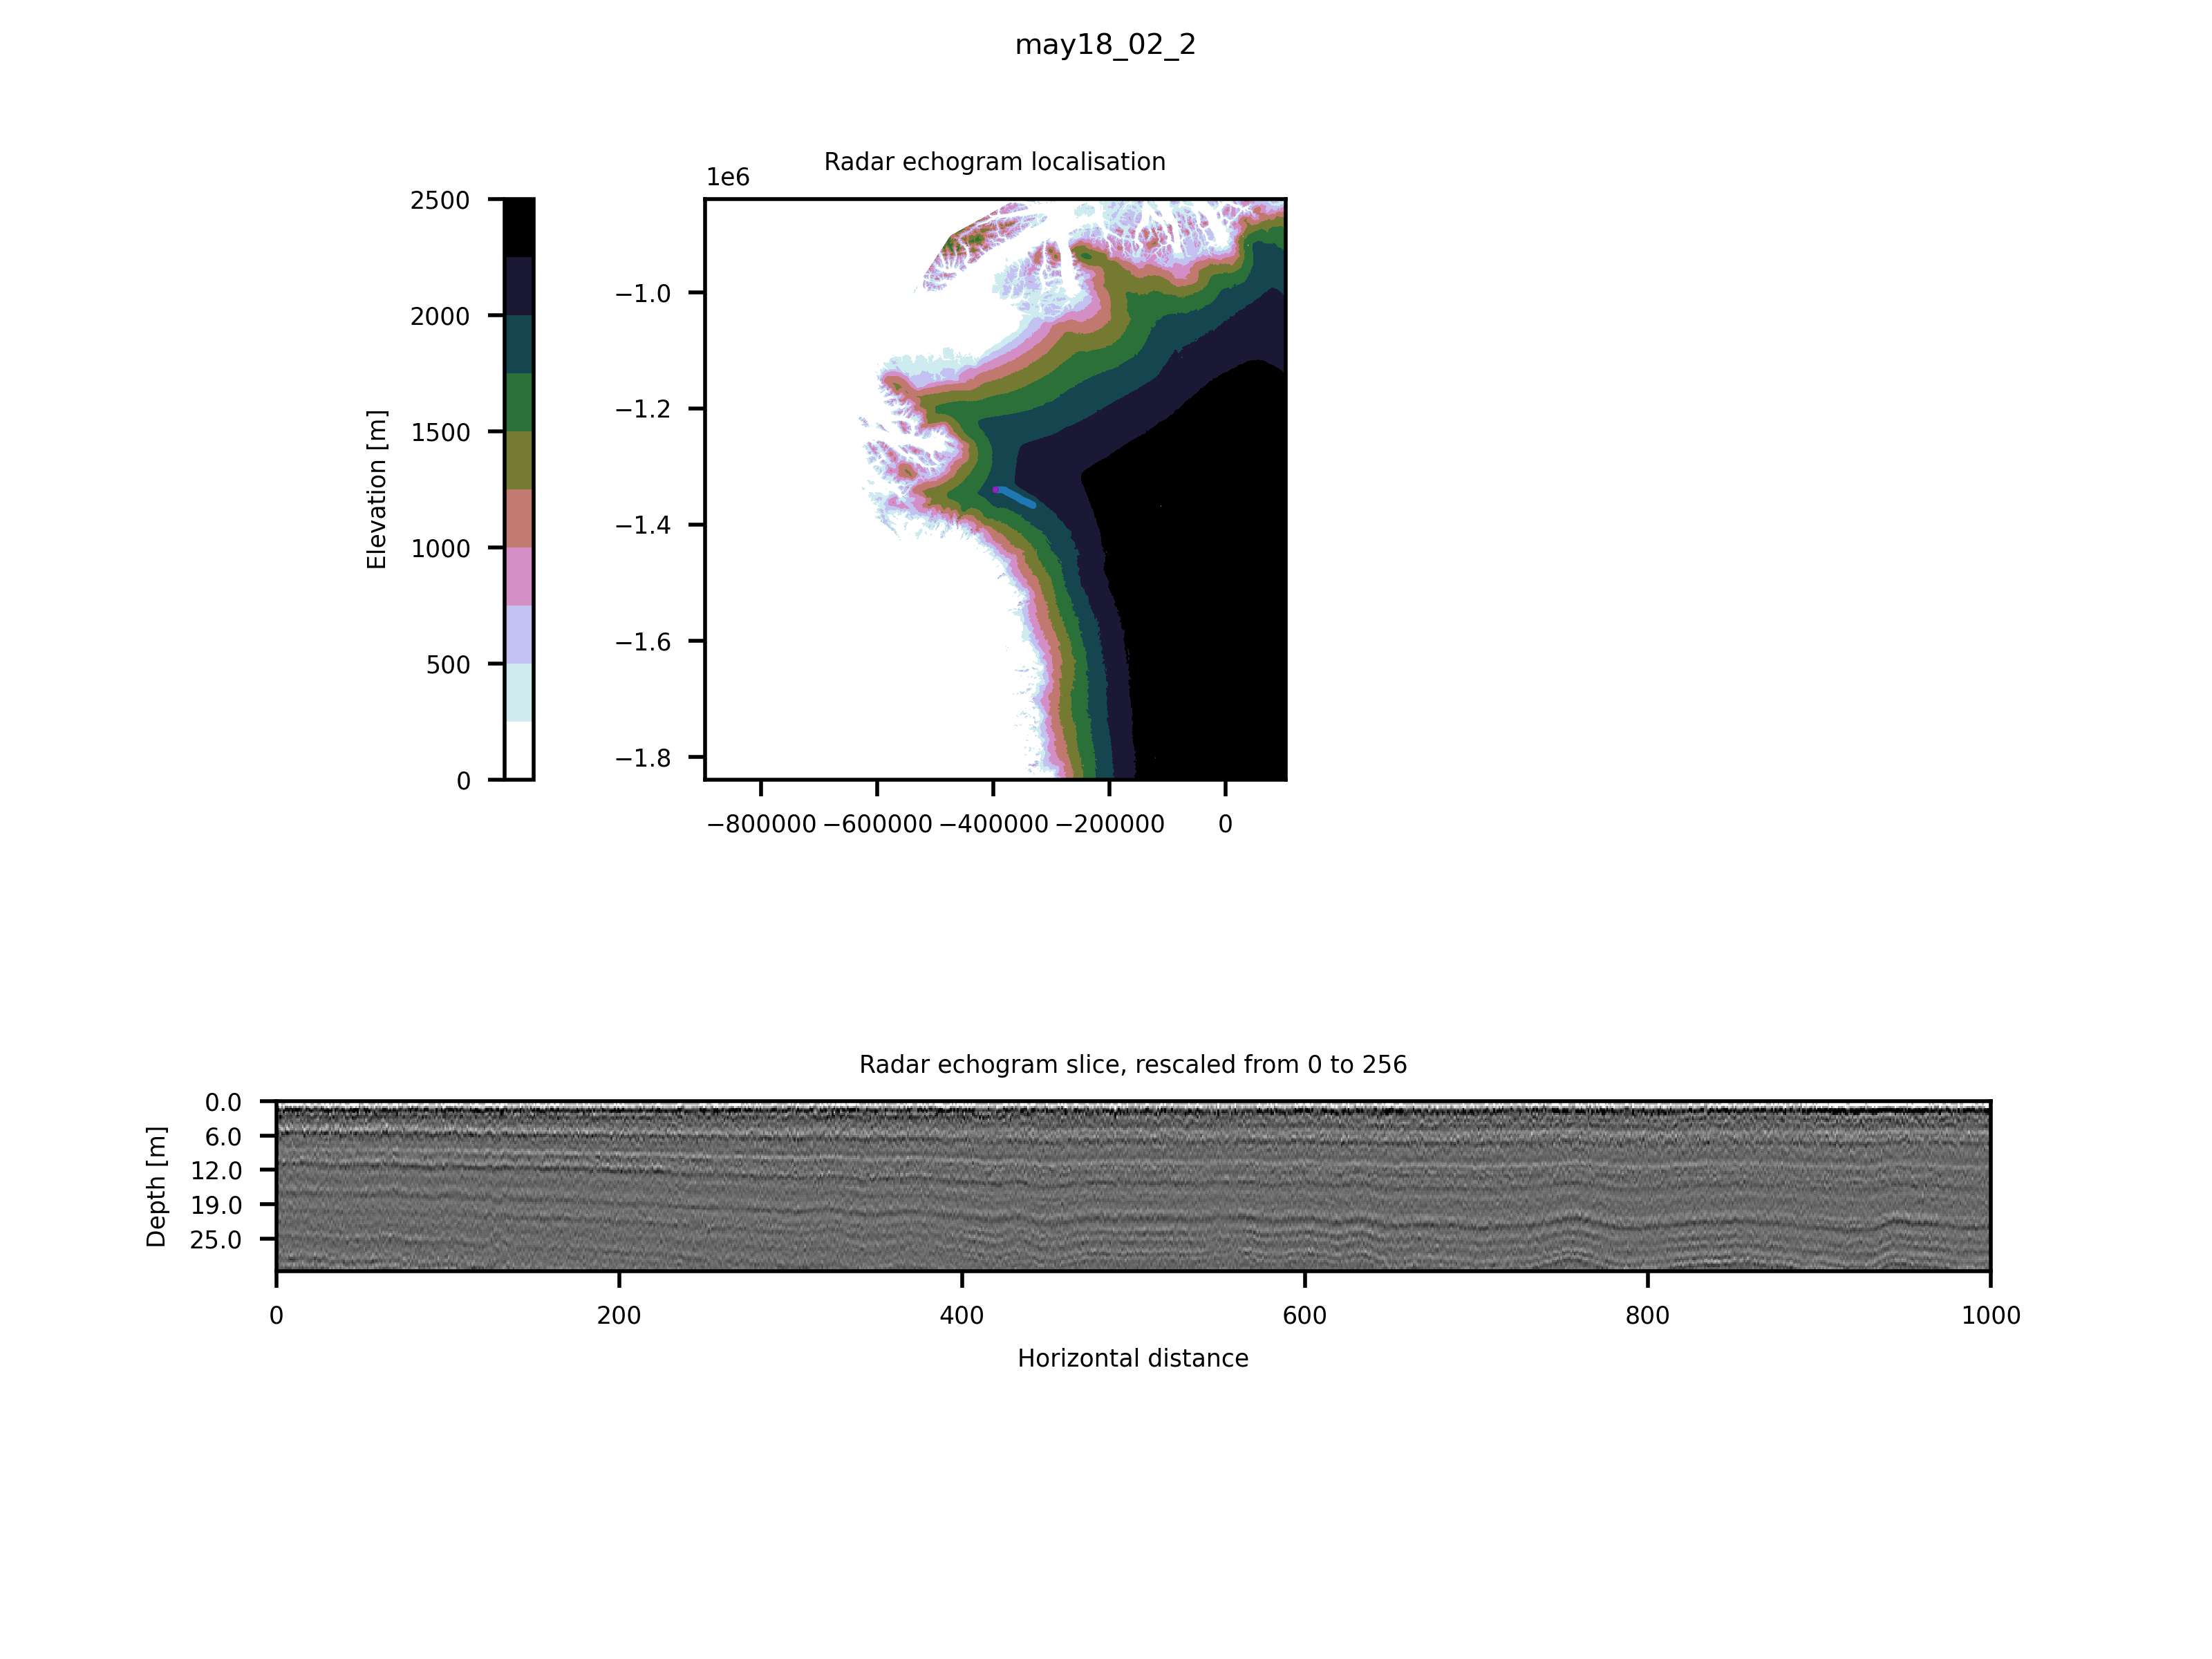 may18_02_2
Radar echogram localisation
1e6
2500
2000
1500
1000
500
0
Elevation [m]
−1.0
−1.2
−1.4
−1.6
−1.8
−800000 −600000 −400000 −200000 0
Radar echogram slice, rescaled from 0 to 256
0.0
6.0
12.0
19.0
25.0
Depth [m]
0 200 400 600 800 1000
Horizontal distance